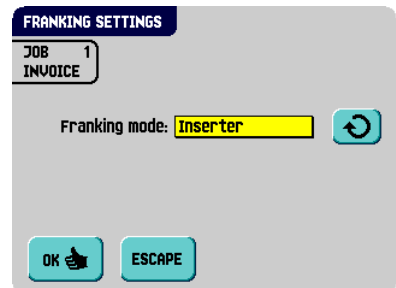 FRANKING SETTINGS
JOB 1
INVOICE
Franking mode: Inserter
OK ESCAPE